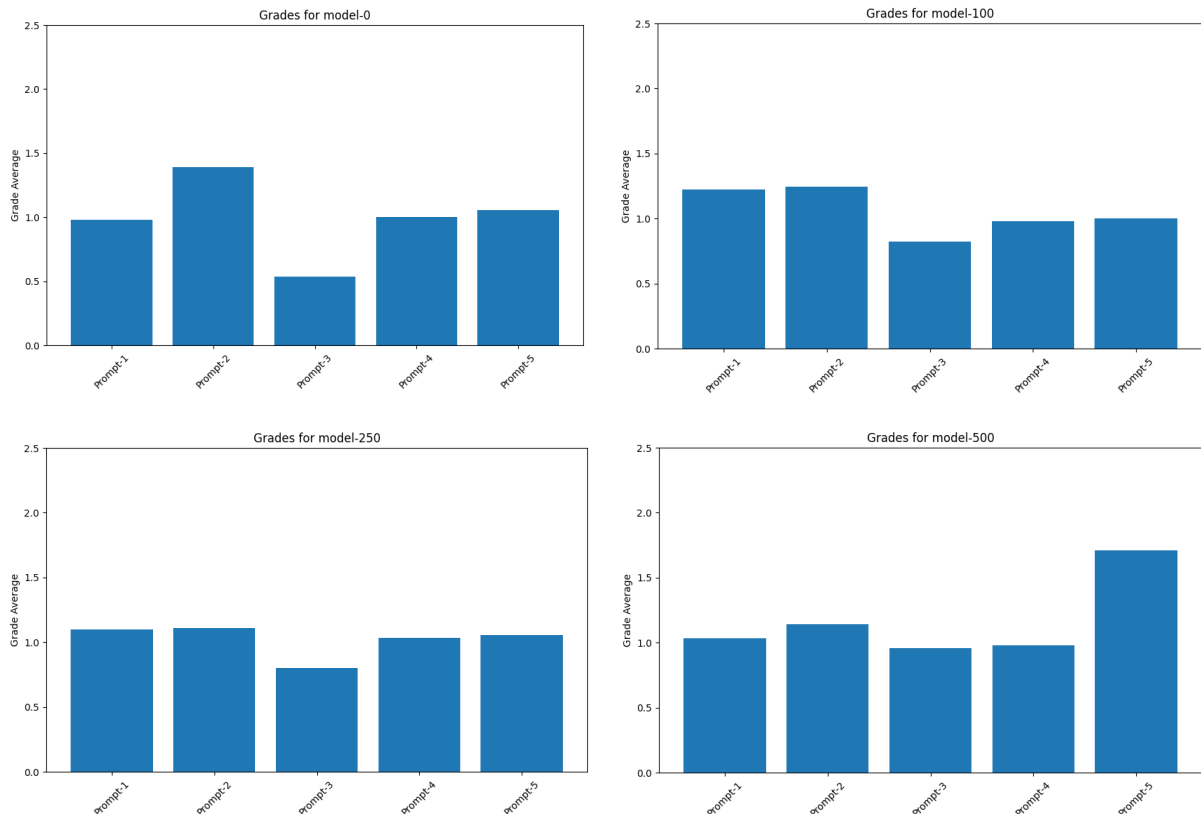 Grades for model-0
2.5
2.0
1.5
1.0
0.5
0.0
Grade Average
Prompt-1
Prompt-2
Prompt-3
Prompt-4
Prompt-5
Grades for model-100
2.5
2.0
1.5
1.0
0.5
0.0
Grade Average
Prompt-1
Prompt-2
Prompt-3
Prompt-4
Prompt-5
Grades for model-250
2.5
2.0
1.5
1.0
0.5
0.0
Grade Average
Prompt-1
Prompt-2
Prompt-3
Prompt-4
Prompt-5
Grades for model-500
2.5
2.0
1.5
1.0
0.5
0.0
Grade Average
Prompt-1
Prompt-2
Prompt-3
Prompt-4
Prompt-5